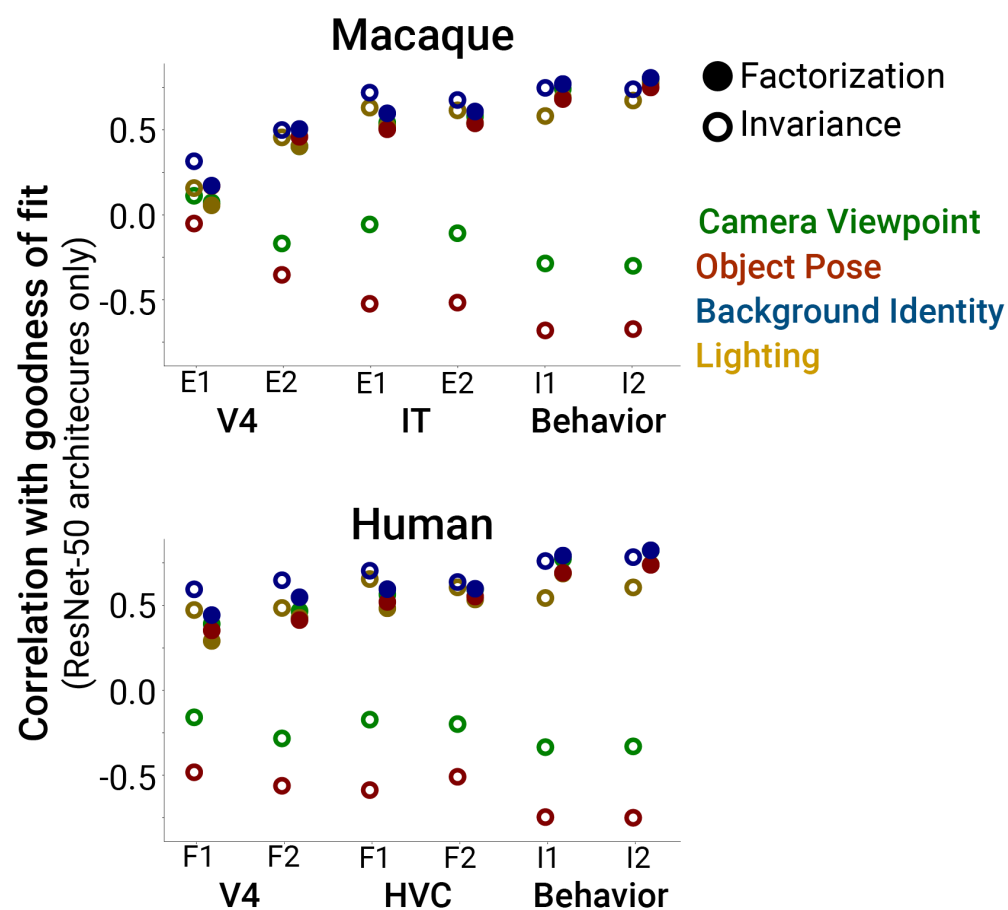 Macaque
Factorization
Invariance
Camera Viewpoint
Object Pose
Background Identity
Lighting
Correlation with goodness of fit
(ResNet-50 architecures only)
0.5
0.0
-0.5
E1 E2 E1 E2 I1 I2
V4 IT Behavior
Human
0.5
0.0
-0.5
F1 F2 F1 F2 I1 I2
V4 HVC Behavior